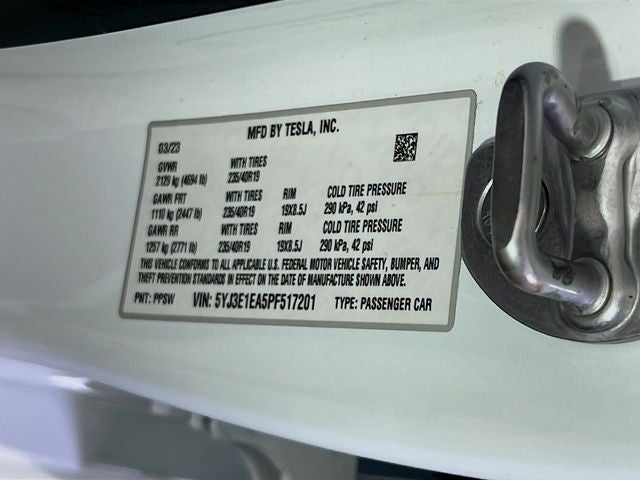 MFD BY TESLA, INC.
03/23
GVWR WITH TIRES
2129 kg (4694 lb) 235/40R19
GAWR FRT WITH TIRES RIM COLD TIRE PRESSURE
1110 kg (2447 lb) 235/40R19 19X8.5J 290 kPa, 42 psi
GAWR RR WITH TIRES RIM COLD TIRE PRESSURE
1257 kg (2771 lb) 235/40R19 19X8.5J 290 kPa, 42 psi
THIS VEHICLE CONFORMS TO ALL APPLICABLE U.S. FEDERAL MOTOR VEHICLE SAFETY, BUMPER, AND
THEFT PREVENTION STANDARDS IN EFFECT ON THE DATE OF MANUFACTURE SHOWN ABOVE.
PNT: PPSW VIN: 5YJ3E1EA5PF517201 TYPE: PASSENGER CAR